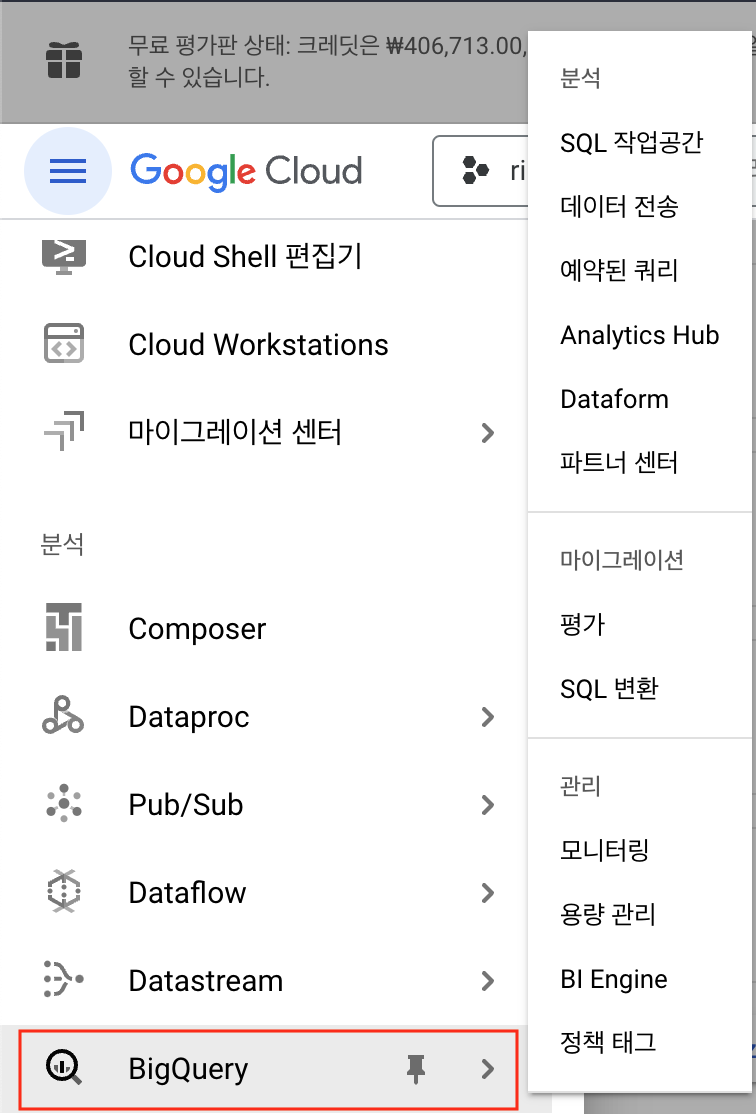 무료 평가판 상태: 크레딧은 ₩406,713.00,
할 수 있습니다.
Google Cloud
ri
Cloud Shell 편집기
Cloud Workstations
마이그레이션 센터
분석
Composer
Dataproc
Pub/Sub
Dataflow
Datastream
BigQuery
분석
SQL 작업공간
데이터 전송
예약된 쿼리
Analytics Hub
Dataform
파트너 센터
마이그레이션
평가
SQL 변환
관리
모니터링
용량 관리
BI Engine
정책 태그